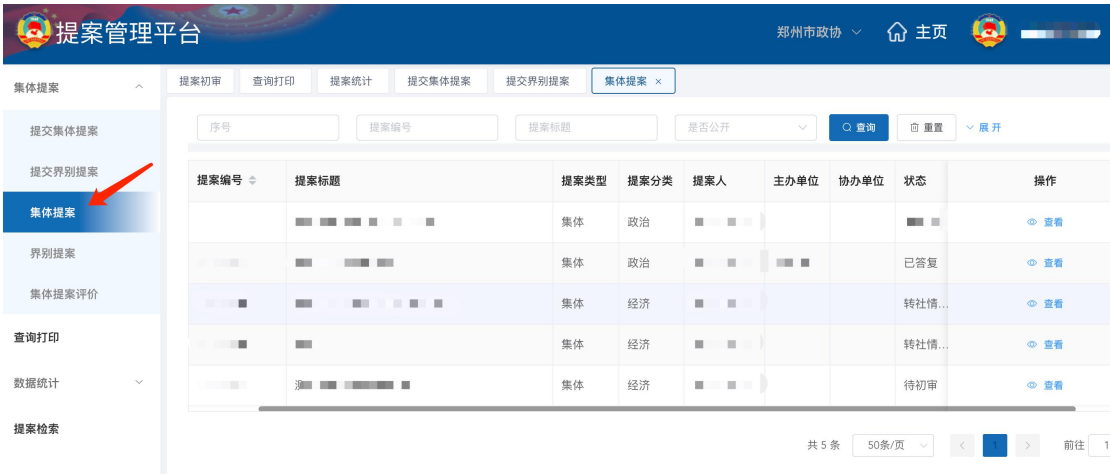 提案管理平台
郑州市政协 主页
集体提案
提案初审 查询打印 提案统计 提交集体提案 提交界别提案 集体提案 ×
提交集体提案
序号 提案编号 提案标题 是否公开 查询 重置 展开
提交界别提案
提案编号 提案标题 提案类型 提案分类 提案人 主办单位 协办单位 状态 操作
集体提案
集体 政治 查看
界别提案
集体 政治 已答复 查看
集体提案评价
集体 经济 转社情... 查看
查询打印
集体 经济 转社情... 查看
数据统计
集体 经济 待初审 查看
提案检索
共 5 条 50条/页 < 1 > 前往 1